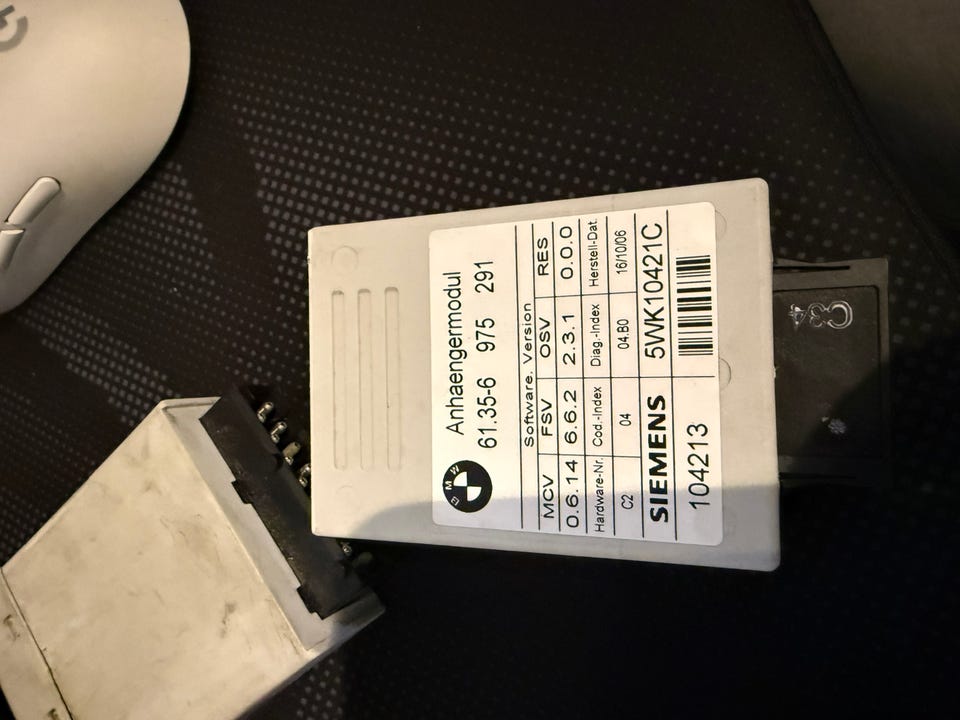 BMW
Anhaengermodul
61.35-6 975 291
Software. Version
MCV FSV OSV RES
0.6.14 6.6.2 2.3.1 0.0.0
Hardware-Nr. Cod.-Index Diag.-Index Herstell-Dat.
C2 04 04.B0 16/10/06
SIEMENS 5WK10421C
104213